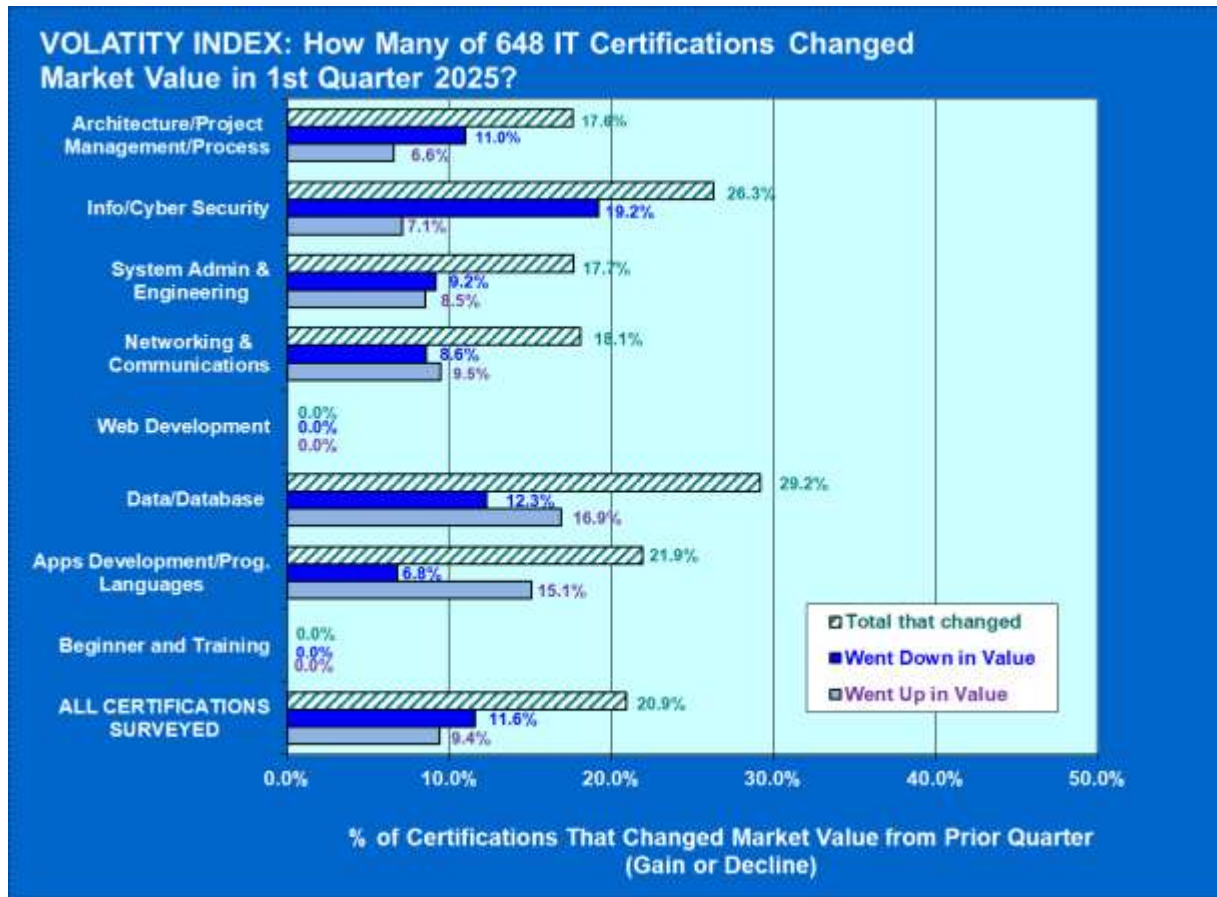 VOLATITY INDEX: How Many of 648 IT Certifications Changed
Market Value in 1st Quarter 2025?
Architecture/Project
Management/Process
17.6%
11.0%
6.6%
Info/Cyber Security
26.3%
19.2%
7.1%
System Admin &
Engineering
17.7%
9.2%
8.5%
Networking &
Communications
18.1%
8.6%
9.5%
Web Development
0.0%
0.0%
0.0%
Data/Database
29.2%
12.3%
16.9%
Apps Development/Prog.
Languages
21.9%
6.8%
15.1%
Beginner and Training
0.0%
0.0%
0.0%
ALL CERTIFICATIONS
SURVEYED
20.9%
11.6%
9.4%
Total that changed
Went Down in Value
Went Up in Value
0.0% 10.0% 20.0% 30.0% 40.0% 50.0%
% of Certifications That Changed Market Value from Prior Quarter
(Gain or Decline)